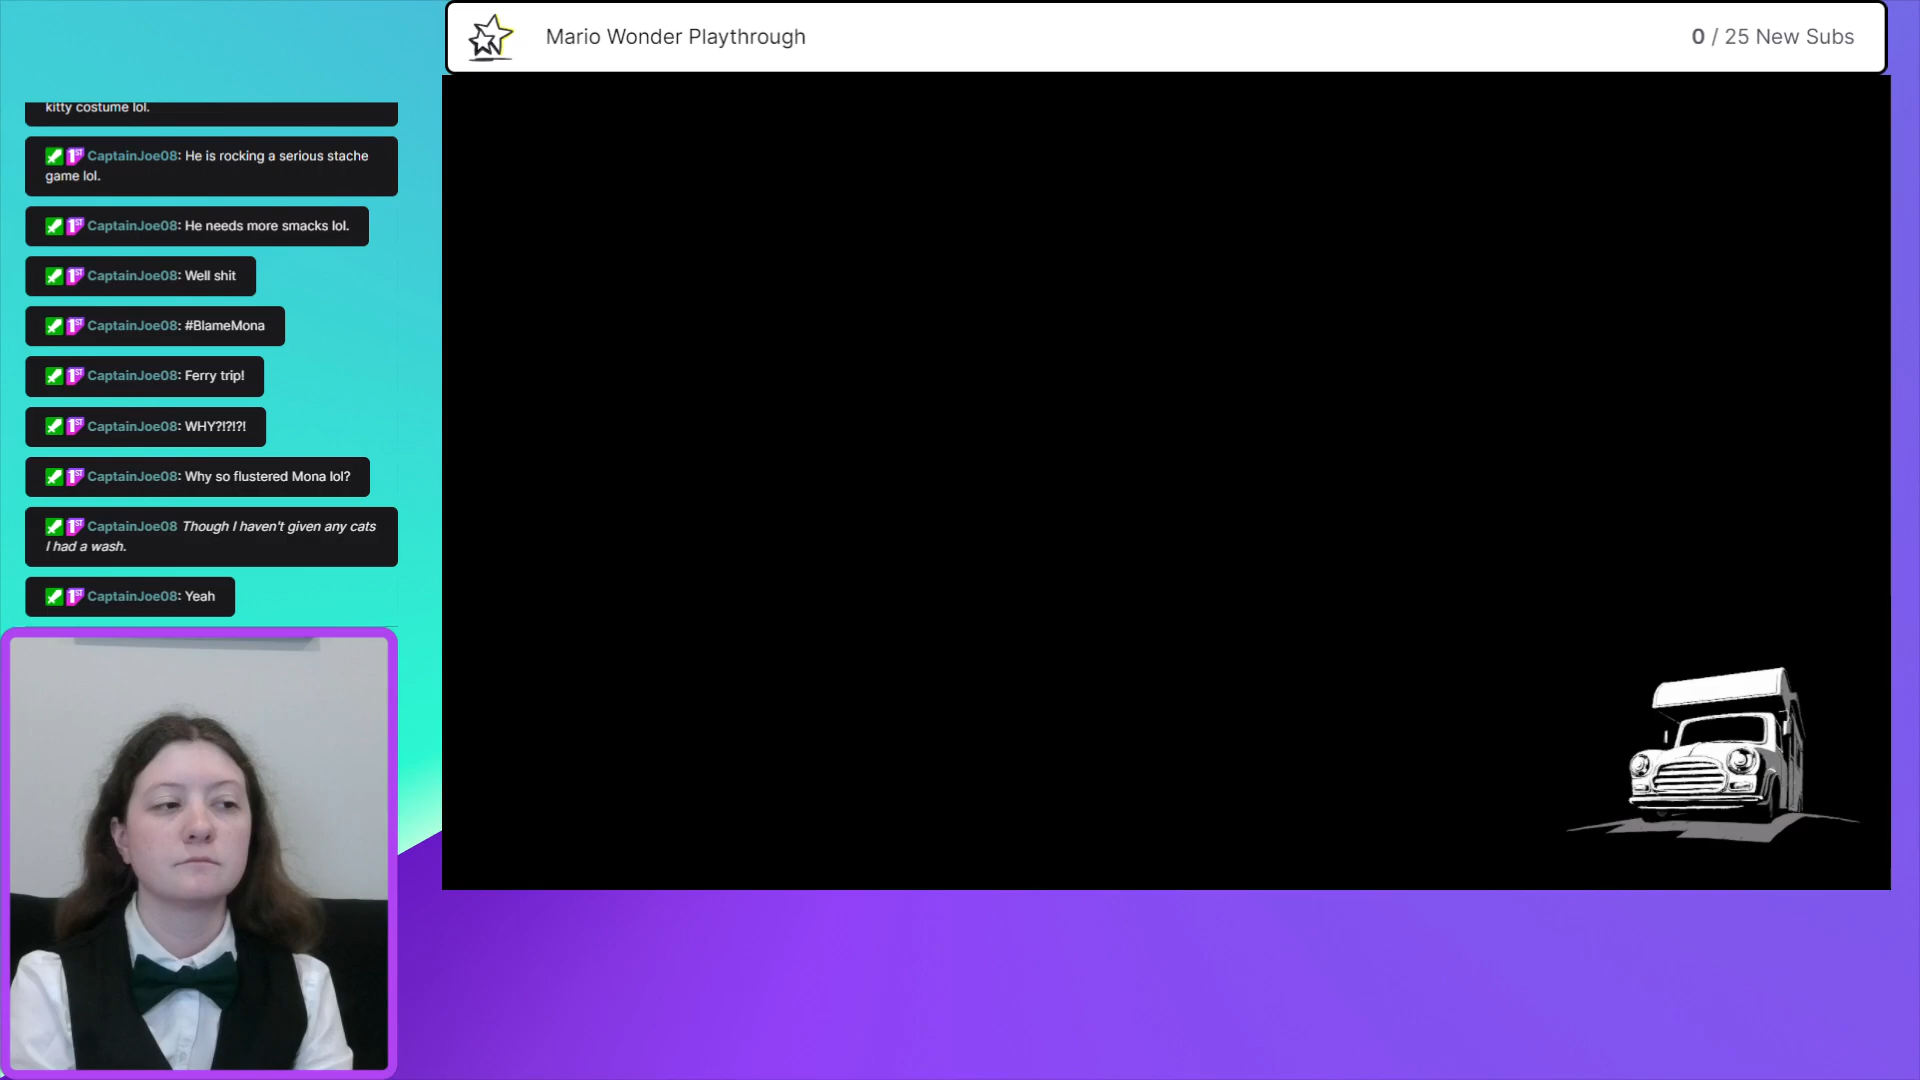 Mario Wonder Playthrough
0 / 25 New Subs
kitty costume lol.
CaptainJoe08: He is rocking a serious stache
game lol.
CaptainJoe08: He needs more smacks lol.
CaptainJoe08: Well shit
CaptainJoe08: #BlameMona
CaptainJoe08: Ferry trip!
CaptainJoe08: WHY?!?!?!
CaptainJoe08: Why so flustered Mona lol?
CaptainJoe08 Though I haven't given any cats
I had a wash.
CaptainJoe08: Yeah